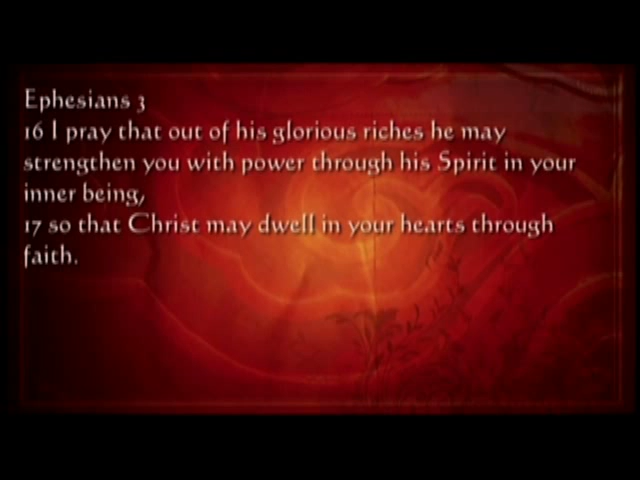 Ephesians 3
16 I pray that out of his glorious riches he may
strengthen you with power through his Spirit in your
inner being,
17 so that Christ may dwell in your hearts through
faith.